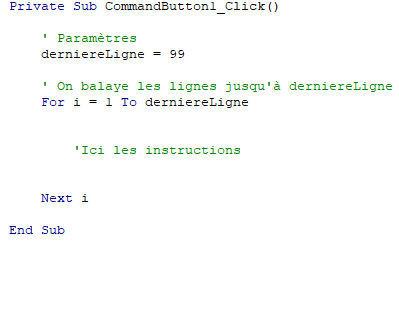 Private Sub CommandButton1_Click()
' Paramètres
derniereLigne = 99
' On balaye les lignes jusqu'à derniereLigne
For i = 1 To derniereLigne
'Ici les instructions
Next i
End Sub